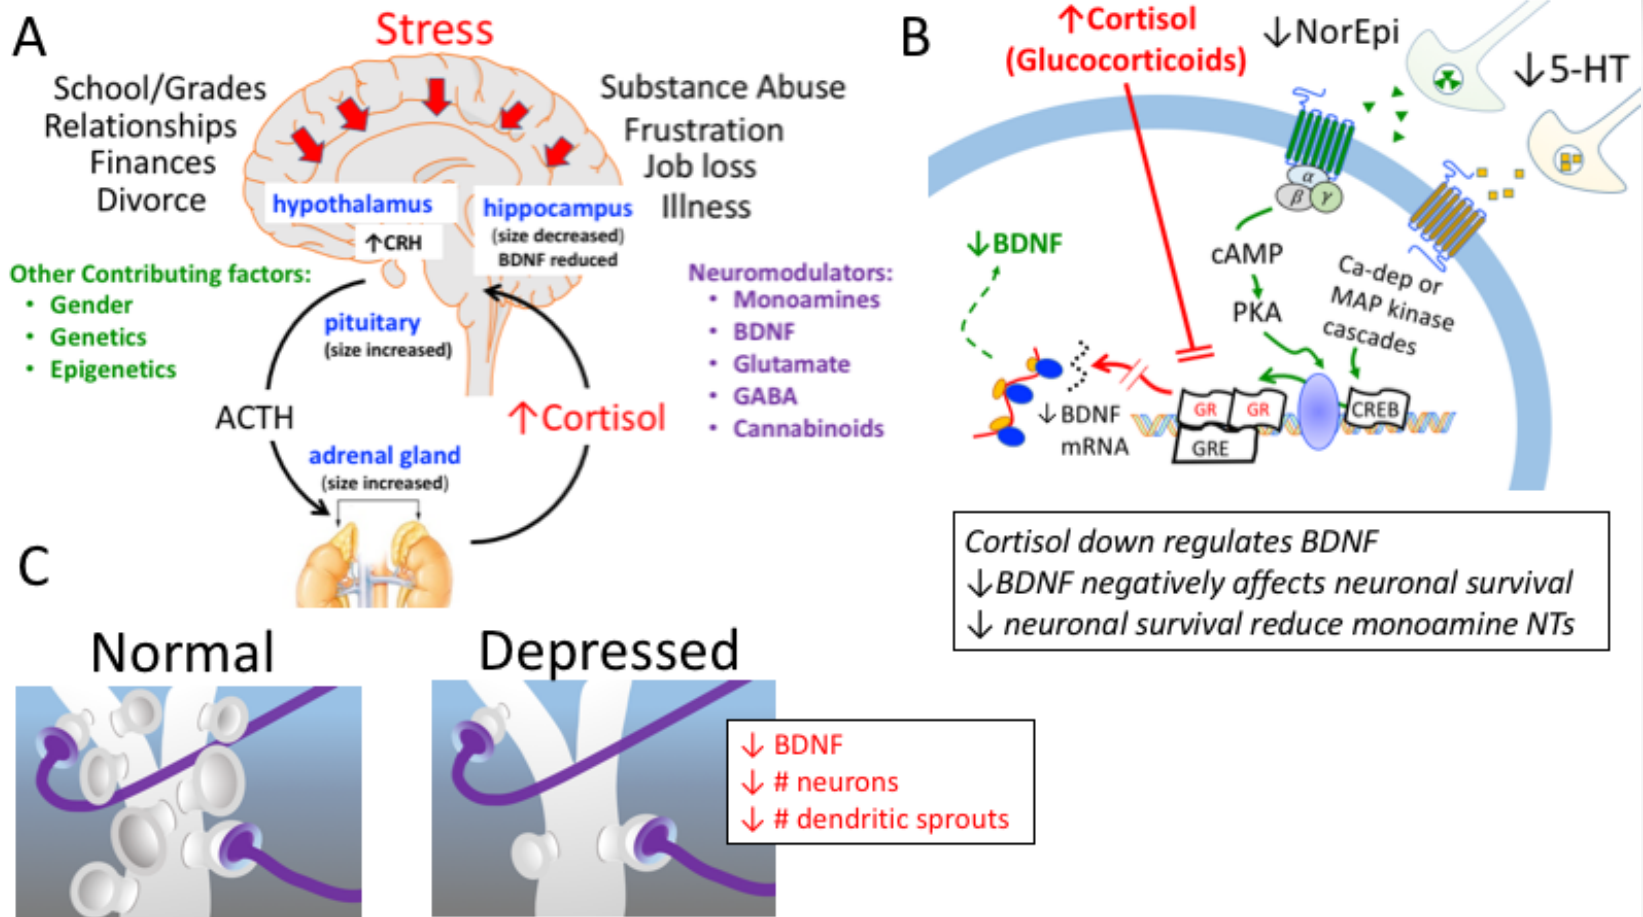 A
Stress
School/Grades
Relationships
Finances
Divorce
Substance Abuse
Frustration
Job loss
Illness
hypothalamus
↑CRH
hippocampus
(size decreased)
BDNF reduced
Other Contributing factors:
• Gender
• Genetics
• Epigenetics
pituitary
(size increased)
Neuromodulators:
• Monoamines
• BDNF
• Glutamate
• GABA
• Cannabinoids
ACTH
↑Cortisol
adrenal gland
(size increased)
B
↑Cortisol
(Glucocorticoids)
↓NorEpi
↓5-HT
α
β
γ
↓BDNF
cAMP
PKA
Ca-dep or
MAP kinase
cascades
↓BDNF
mRNA
GR
GR
GRE
CREB
Cortisol down regulates BDNF
↓BDNF negatively affects neuronal survival
↓ neuronal survival reduce monoamine NTs
C
Normal
Depressed
↓ BDNF
↓ # neurons
↓ # dendritic sprouts